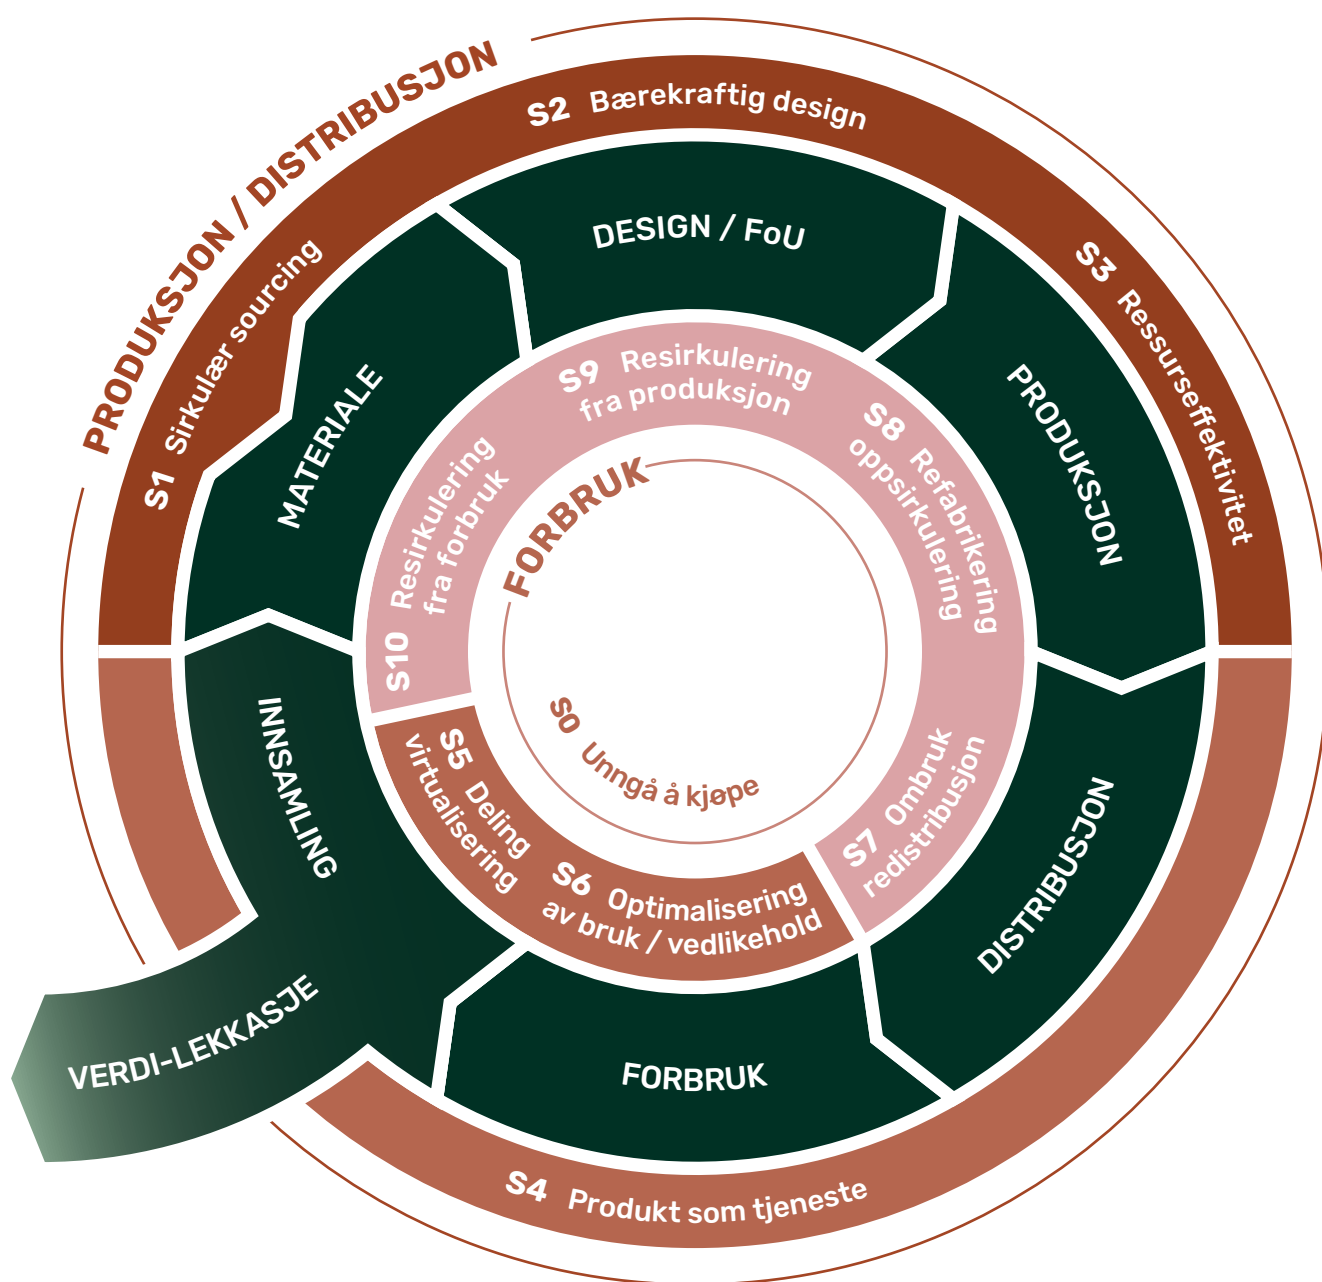 PRODUKSJON / DISTRIBUSJON
S1 Sirkulær sourcing
S2 Bærekraftig design
S3 Ressurseffektivitet
S4 Produkt som tjeneste
MATERIALE
DESIGN / FoU
PRODUKSJON
DISTRIBUSJON
FORBRUK
INNSAMLING
VERDI-LEKKASJE
S5 Deling
virtualisering
S6 Optimalisering
av bruk / vedlikehold
S7 Ombruk
redistribusjon
S8 Refabrikering
oppsirkulering
S9 Resirkulering
fra produksjon
S10 Resirkulering
fra forbruk
FORBRUK
S0 Unngå å kjøpe